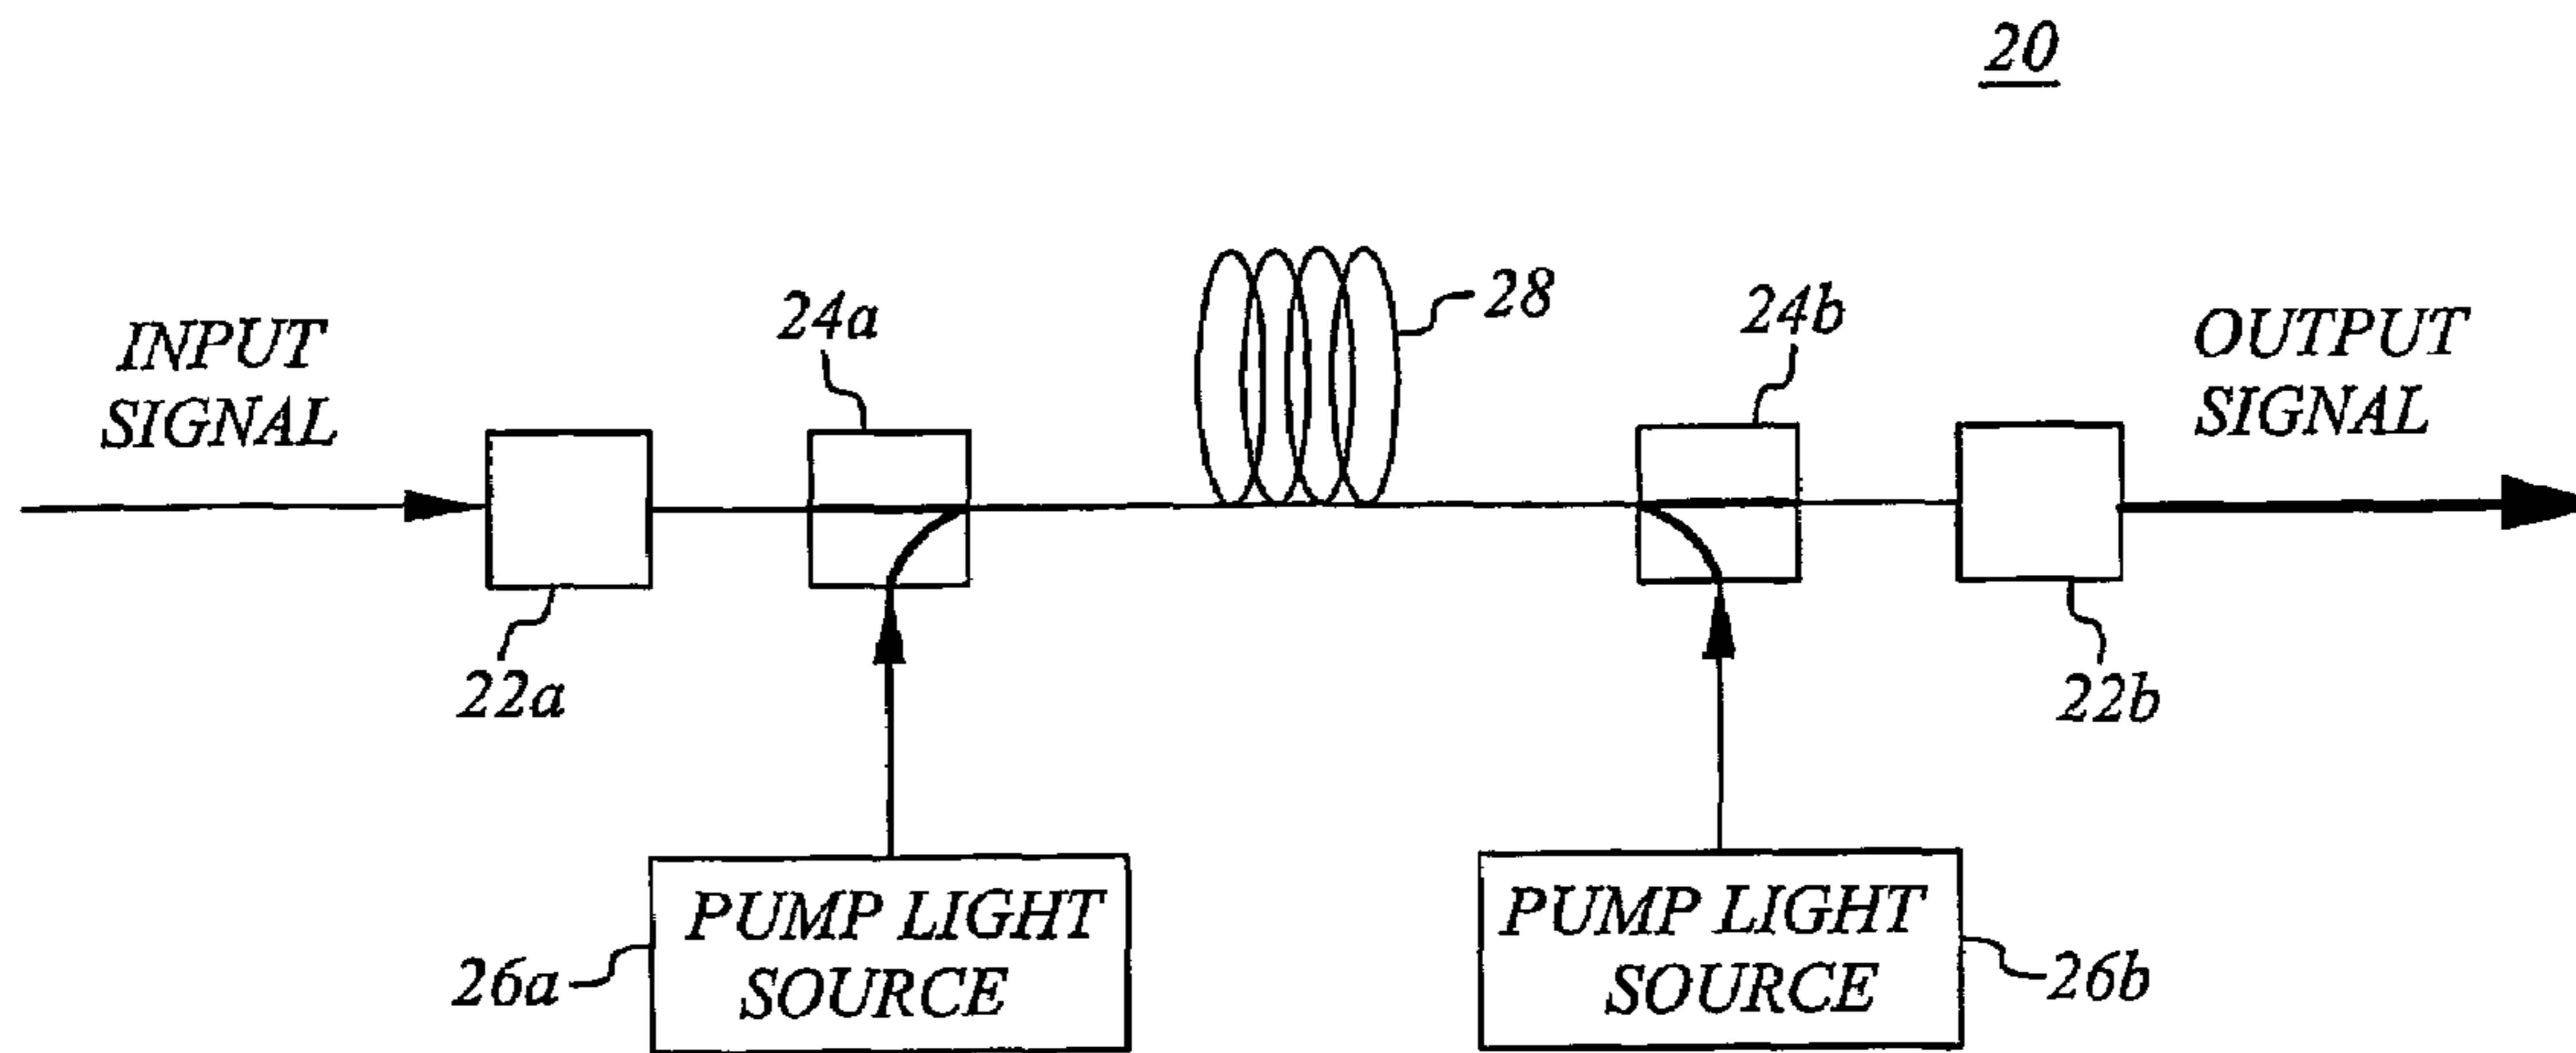 20
INPUT
SIGNAL
24a
28
24b
OUTPUT
SIGNAL
22a
22b
PUMP LIGHT
SOURCE
26a
PUMP LIGHT
SOURCE
26b